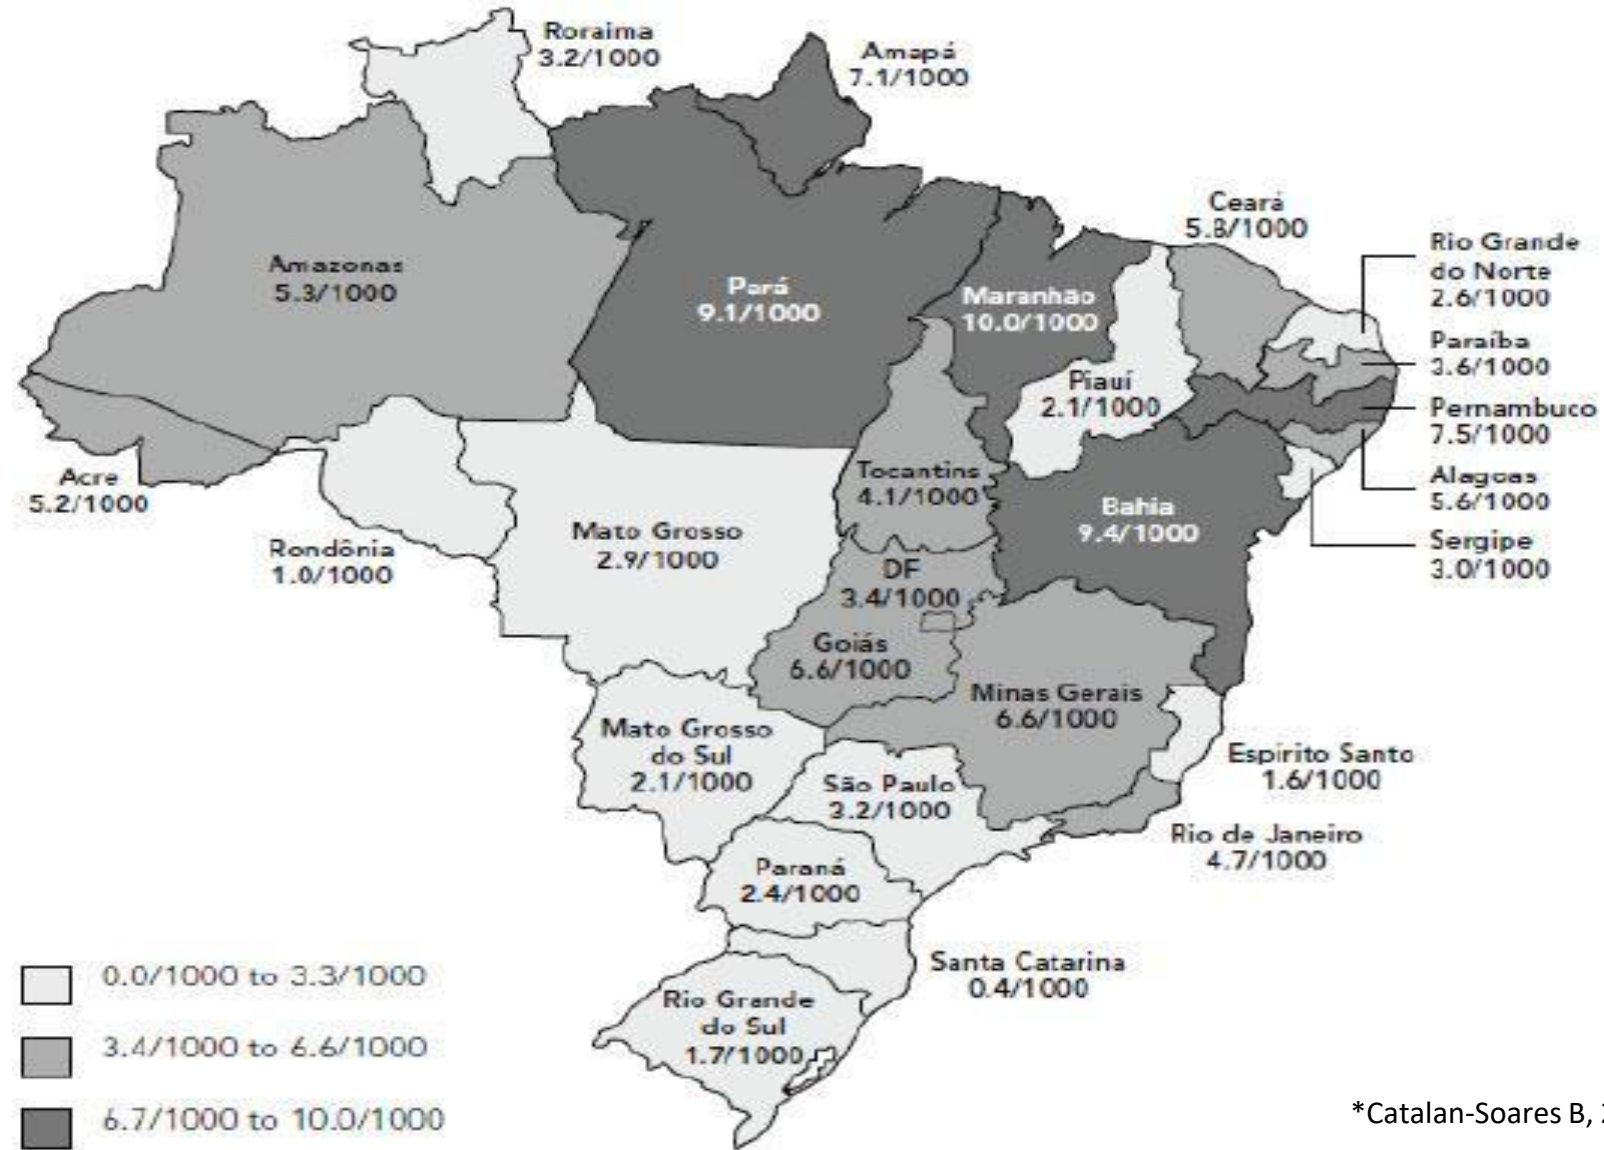 Roraima
3.2/1000
Amapá
7.1/1000
Ceará
5.8/1000
Rio Grande
do Norte
2.6/1000
Amazonas
5.3/1000
Pará
9.1/1000
Maranhão
10.0/1000
Paraíba
3.6/1000
Piauí
2.1/1000
Pernambuco
7.5/1000
Acre
5.2/1000
Tocantins
4.1/1000
Alagoas
5.6/1000
Bahia
9.4/1000
Mato Grosso
2.9/1000
Rondônia
1.0/1000
Sergipe
3.0/1000
DF
3.4/1000
Goiás
6.6/1000
Minas Gerais
6.6/1000
Mato Grosso
do Sul
2.1/1000
Espírito Santo
1.6/1000
São Paulo
3.2/1000
Rio de Janeiro
4.7/1000
Paraná
2.4/1000
Santa Catarina
0.4/1000
Rio Grande
do Sul
1.7/1000
0.0/1000 to 3.3/1000
3.4/1000 to 6.6/1000
6.7/1000 to 10.0/1000
*Catalan-Soares B,